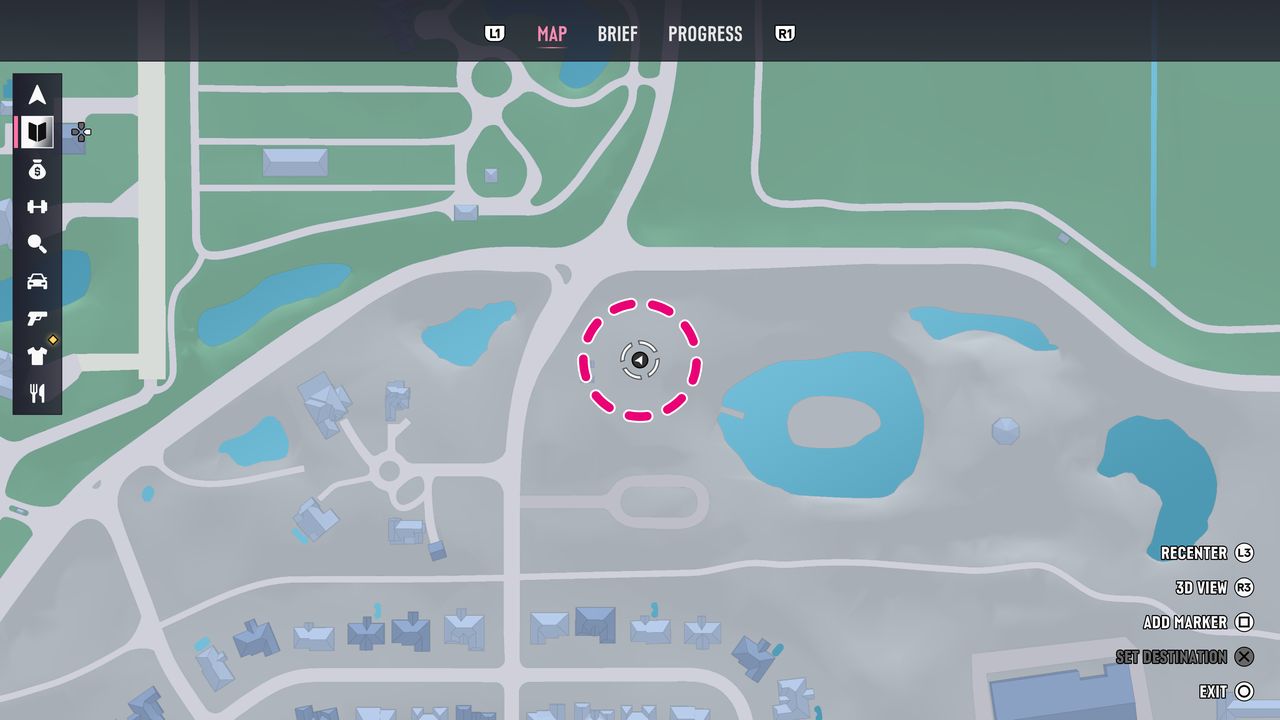 L1 MAP BRIEF PROGRESS R1
$
RECENTER L3
3D VIEW R3
ADD MARKER
SET DESTINATION
EXIT